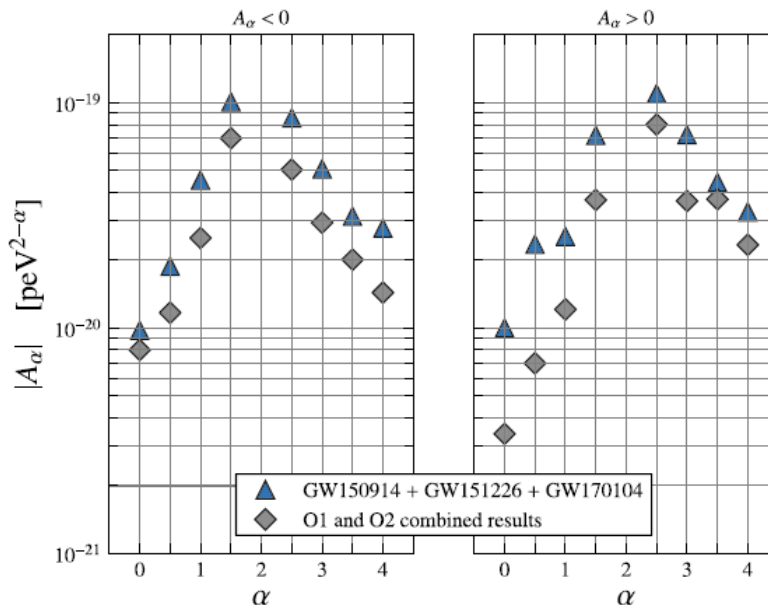 A_α < 0
A_α > 0
|A_α| [peV^{2−α}]
10^{−19}
10^{−20}
10^{−21}
0 1 2 3 4
0 1 2 3 4
α
α
GW150914 + GW151226 + GW170104
O1 and O2 combined results